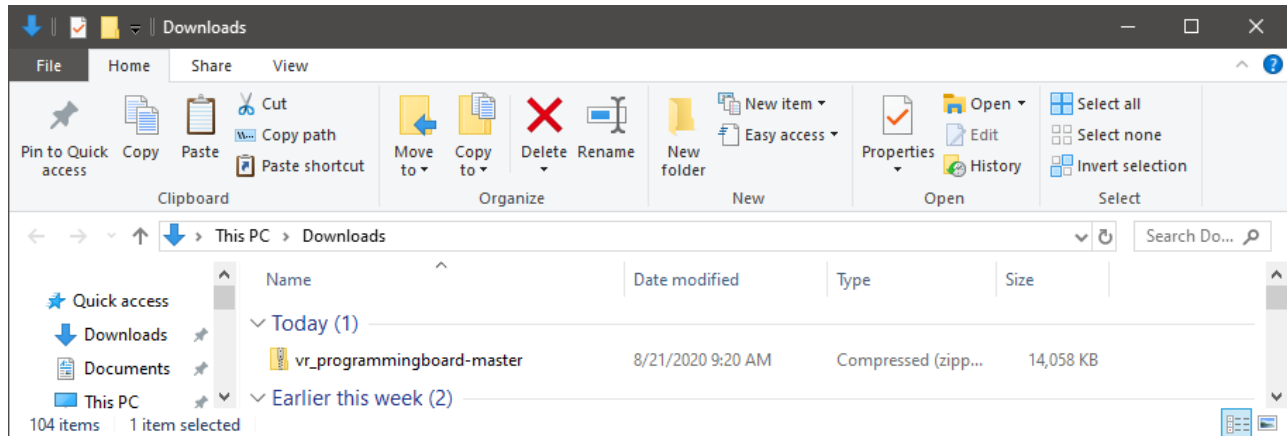 Downloads
File Home Share View
Pin to Quick access
Copy
Paste
Cut
Copy path
Paste shortcut
Clipboard
Move to
Copy to
Delete
Rename
Organize
New folder
New item
Easy access
New
Properties
Open
Edit
History
Open
Select all
Select none
Invert selection
Select
This PC > Downloads
Search Do...
Quick access
Downloads
Documents
This PC
Name Date modified Type Size
Today (1)
vr_programmingboard-master 8/21/2020 9:20 AM Compressed (zipp... 14,058 KB
Earlier this week (2)
104 items 1 item selected